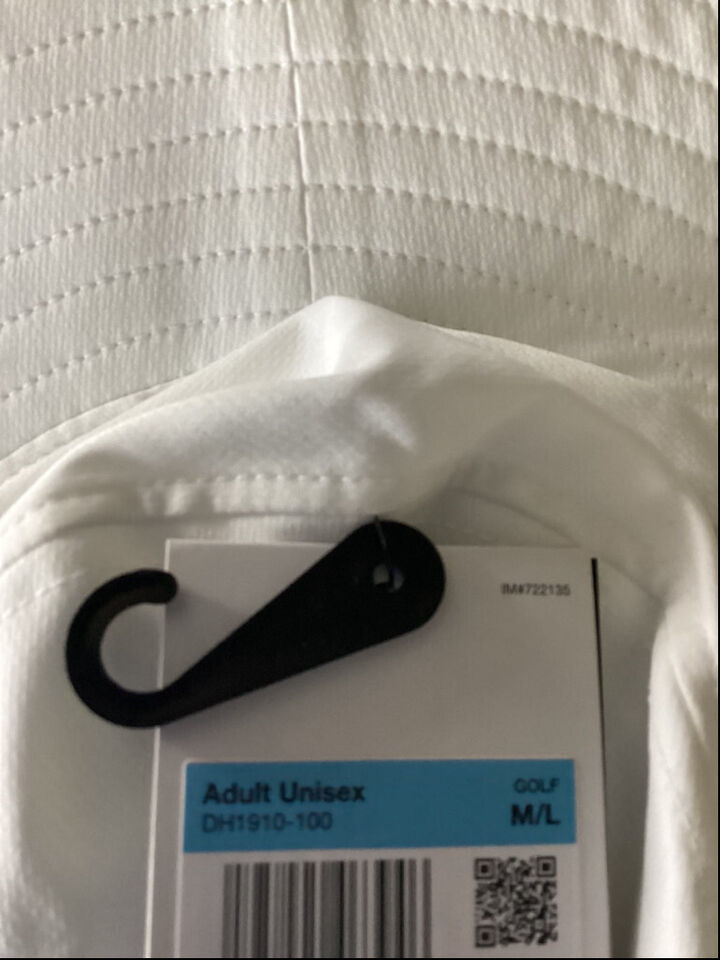 IM#722135
Adult Unisex
GOLF
DH1910-100
M/L